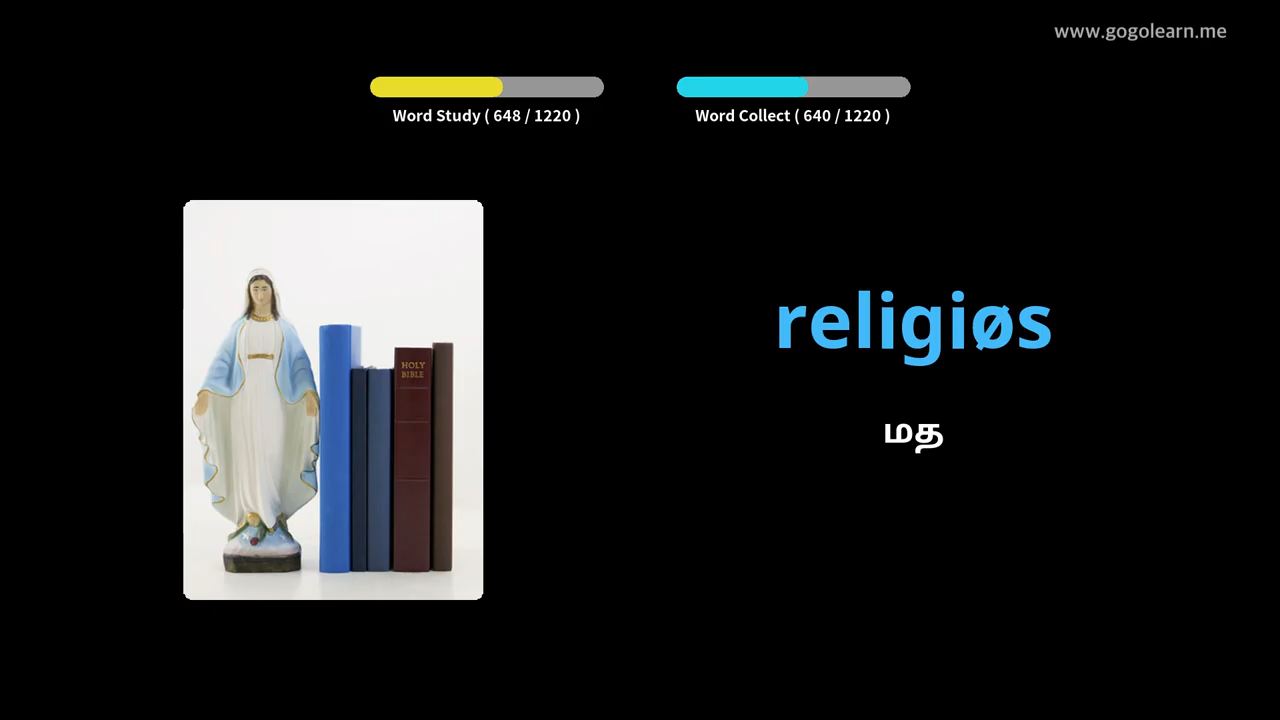 www.gogolearn.me
Word Study ( 648 / 1220 )
Word Collect ( 640 / 1220 )
HOLY
BIBLE
religiøs
மத